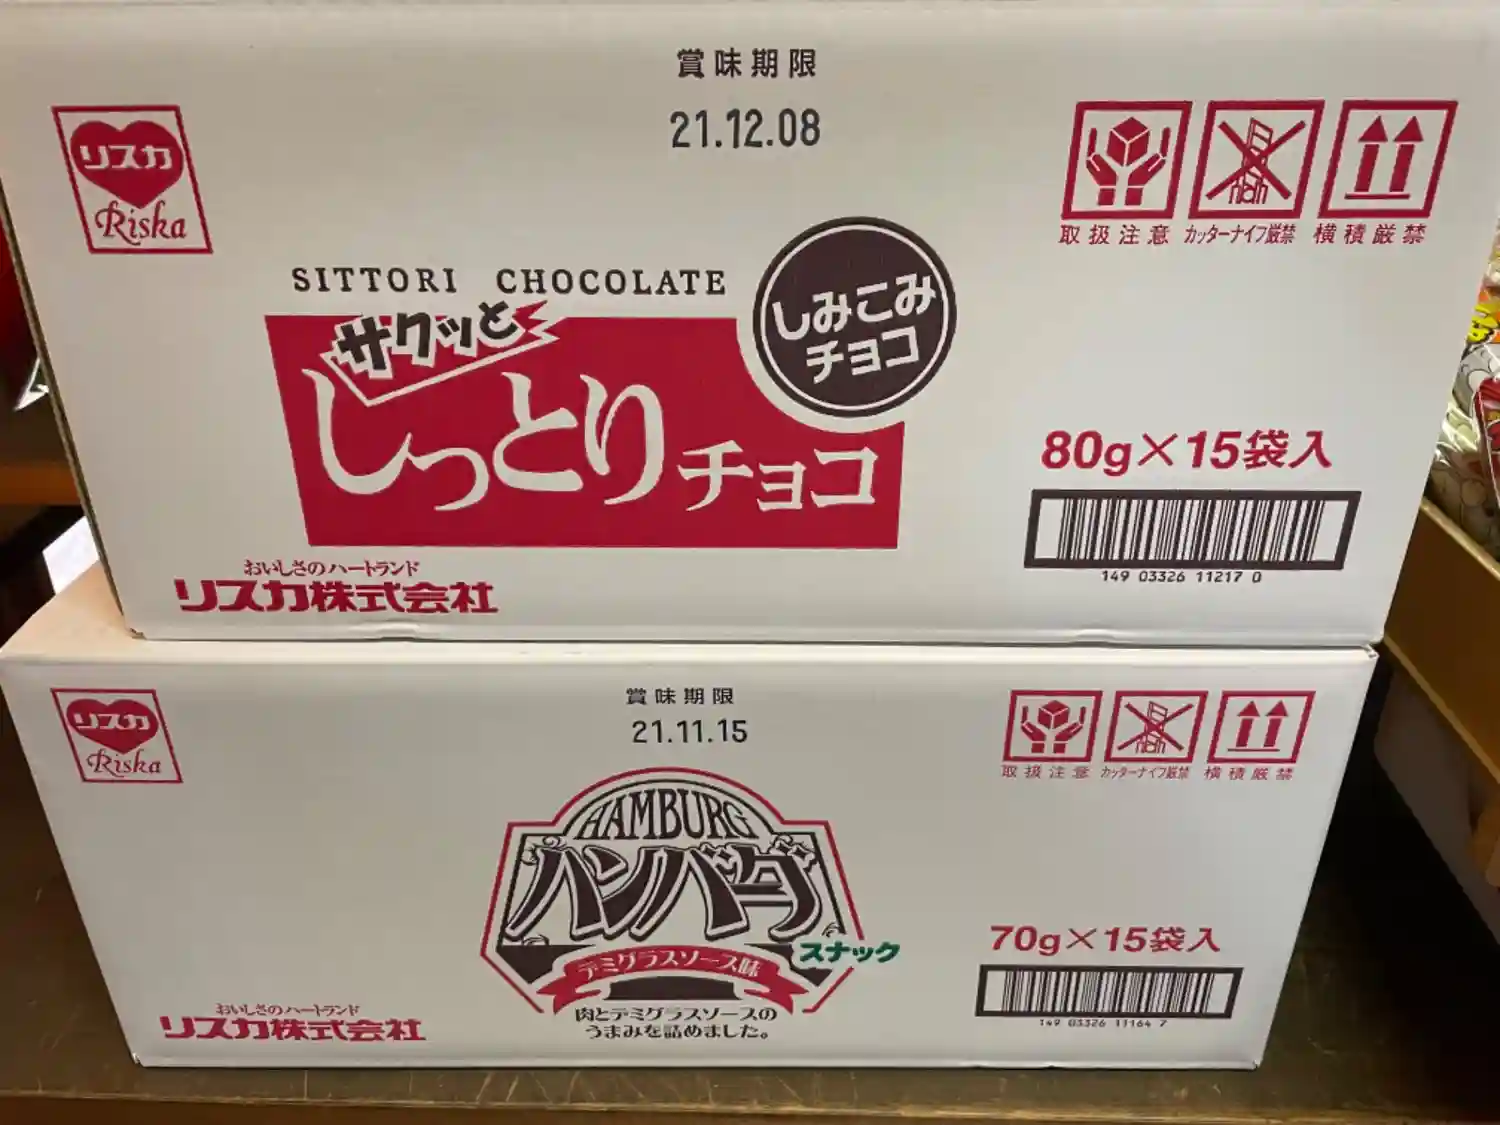 賞味期限
21.12.08
リスカ
Riska
取扱注意
カッターナイフ厳禁
横積厳禁
SITTORI CHOCOLATE
サクッと
しっとりチョコ
しみこみ
チョコ
80g×15袋入
149 03326 11217 0
おいしさのハートランド
リスカ株式会社
賞味期限
21.11.15
リスカ
Riska
取扱注意
カッターナイフ厳禁
横積厳禁
HAMBURG
ハンバーグ
スナック
デミグラスソース味
肉とデミグラスソースの
うまみを詰めました。
70g×15袋入
149 03326 11164 7
おいしさのハートランド
リスカ株式会社